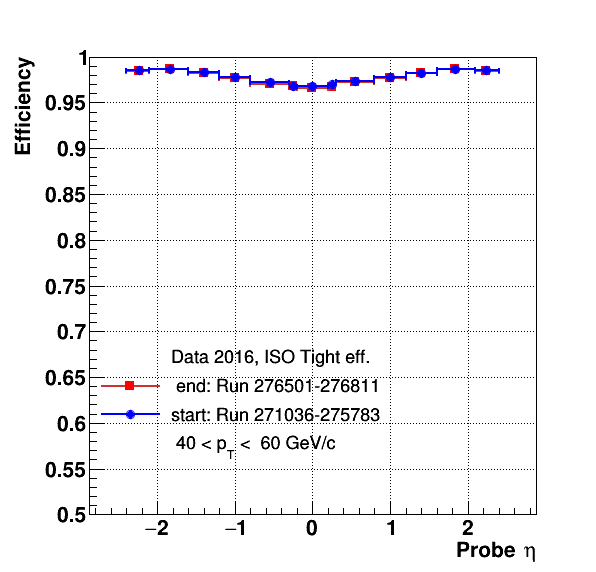 Efficiency
1
0.95
0.9
0.85
0.8
0.75
0.7
0.65
0.6
0.55
0.5
Data 2016, ISO Tight eff.
end: Run 276501-276811
start: Run 271036-275783
40 < p_T < 60 GeV/c
−2 −1 0 1 2
Probe η